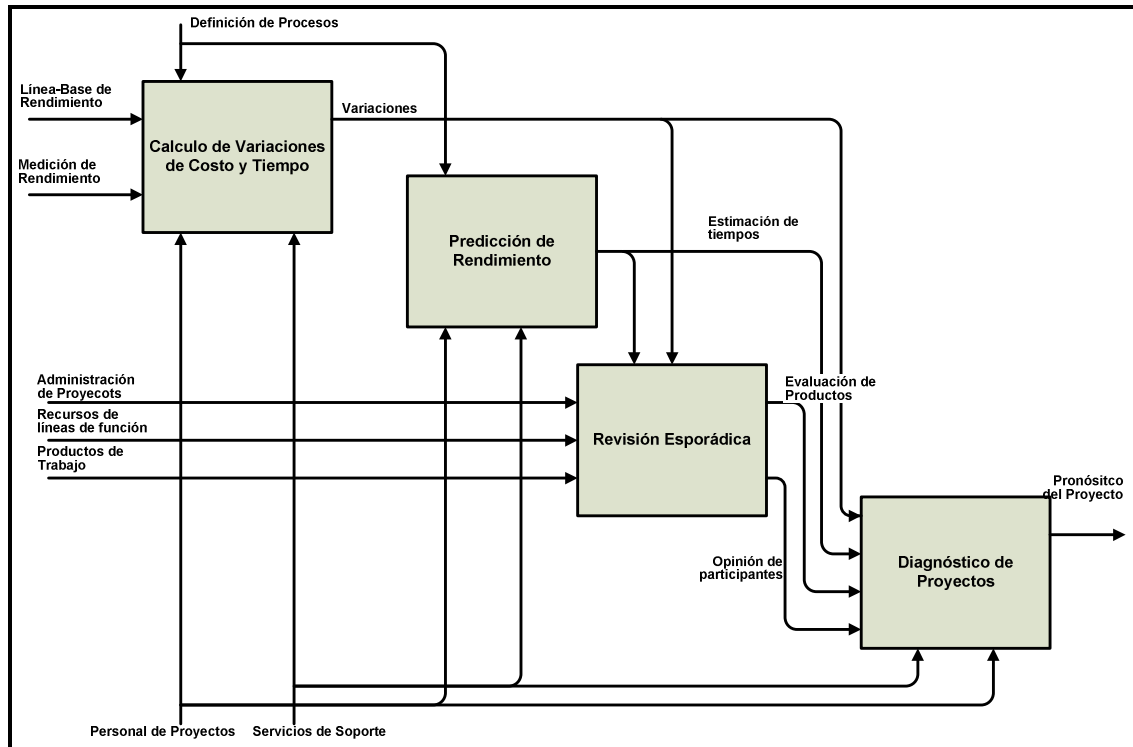 Definición de Procesos
Línea-Base de
Rendimiento
Variaciones
Calculo de Variaciones
de Costo y Tiempo
Medición de
Rendimiento
Predicción de
Rendimiento
Estimación de
tiempos
Administración
de Proyecots
Recursos de
líneas de función
Productos de
Trabajo
Revisión Esporádica
Evaluación de
Productos
Pronósitco
del Proyecto
Opinión de
participantes
Diagnóstico de
Proyectos
Personal de Proyectos
Servicios de Soporte